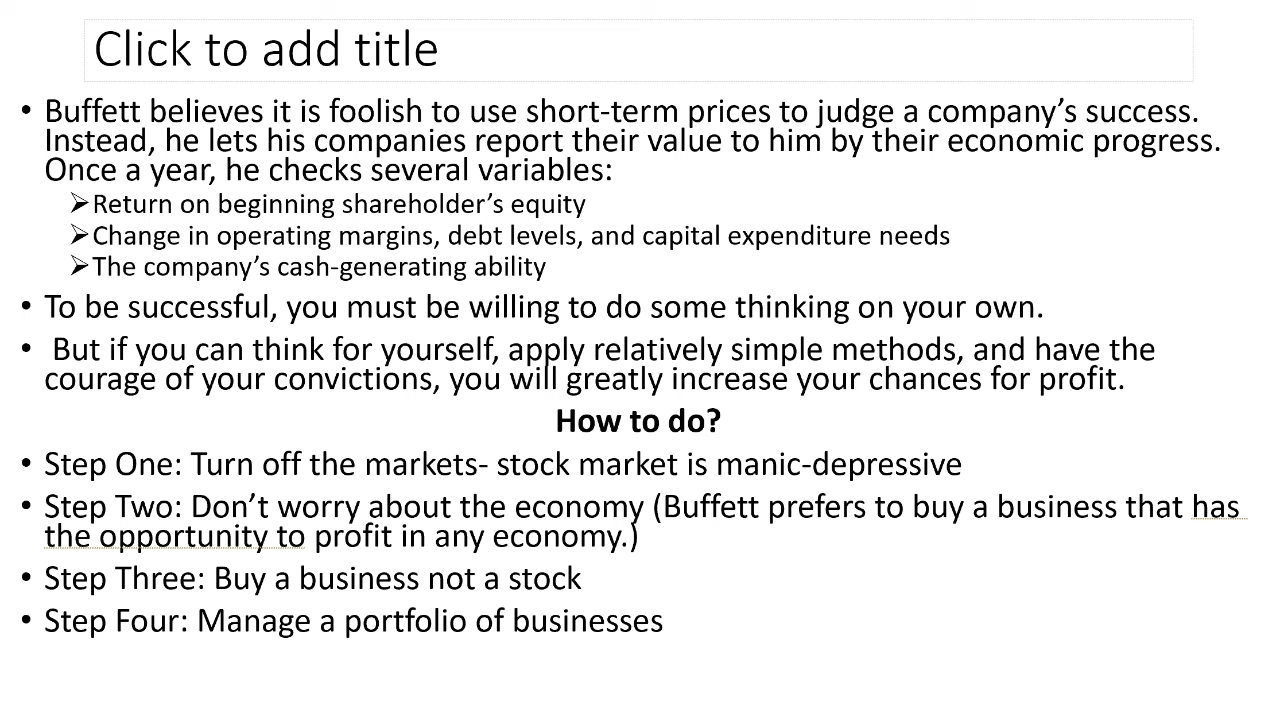 Click to add title
• Buffett believes it is foolish to use short-term prices to judge a company’s success.
Instead, he lets his companies report their value to him by their economic progress.
Once a year, he checks several variables:
➢Return on beginning shareholder’s equity
➢Change in operating margins, debt levels, and capital expenditure needs
➢The company’s cash-generating ability
• To be successful, you must be willing to do some thinking on your own.
• But if you can think for yourself, apply relatively simple methods, and have the
courage of your convictions, you will greatly increase your chances for profit.
How to do?
• Step One: Turn off the markets- stock market is manic-depressive
• Step Two: Don’t worry about the economy (Buffett prefers to buy a business that has
the opportunity to profit in any economy.)
• Step Three: Buy a business not a stock
• Step Four: Manage a portfolio of businesses